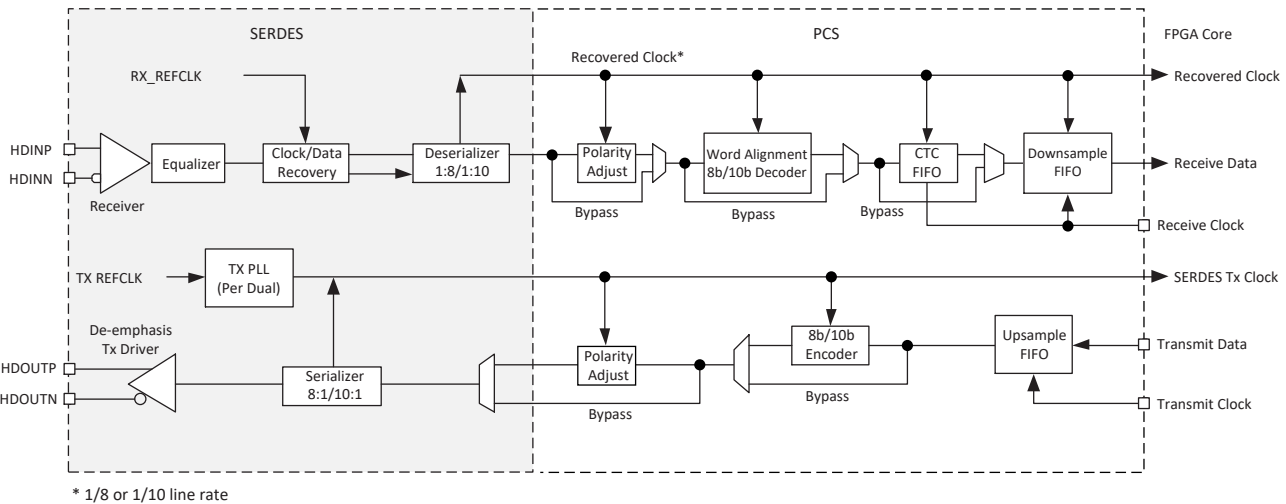 SERDES
PCS
FPGA Core
RX_REFCLK
Recovered Clock*
Recovered Clock
HDINP
HDINN
Receiver
Equalizer
Clock/Data
Recovery
Deserializer
1:8/1:10
Polarity
Adjust
Bypass
Word Alignment
8b/10b Decoder
Bypass
CTC
FIFO
Bypass
Downsample
FIFO
Receive Data
Receive Clock
TX REFCLK
TX PLL
(Per Dual)
SERDES Tx Clock
De-emphasis
Tx Driver
HDOUTP
HDOUTN
Serializer
8:1/10:1
Polarity
Adjust
Bypass
8b/10b
Encoder
Bypass
Upsample
FIFO
Transmit Data
Transmit Clock
* 1/8 or 1/10 line rate